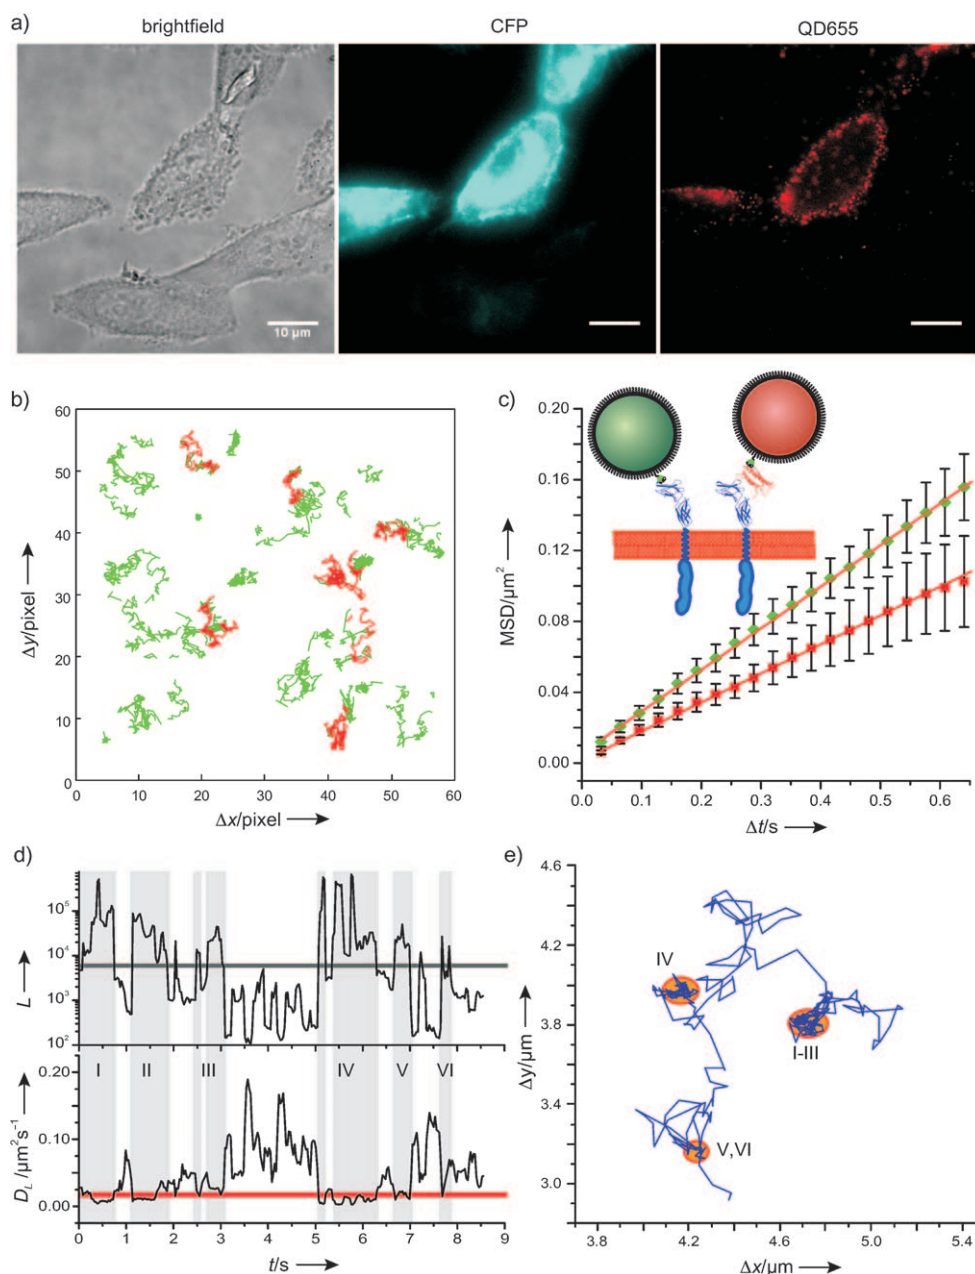 a)
brightfield
CFP
QD655
10 µm
b)
60
50
40
30
20
10
0
Δy/pixel
0
10
20
30
40
50
60
Δx/pixel
c)
0.20
0.16
0.12
0.08
0.04
0.00
MSD/µm²
0.0
0.1
0.2
0.3
0.4
0.5
0.6
Δt/s
d)
10⁵
10⁴
10³
10²
L
I
II
III
IV
V
VI
0.20
0.10
0.00
D_L /µm²s⁻¹
0
1
2
3
4
5
6
7
8
9
t/s
e)
4.6
4.2
3.8
3.4
3.0
Δy/µm
IV
I-III
V,VI
3.8
4.2
4.6
5.0
5.4
Δx/µm